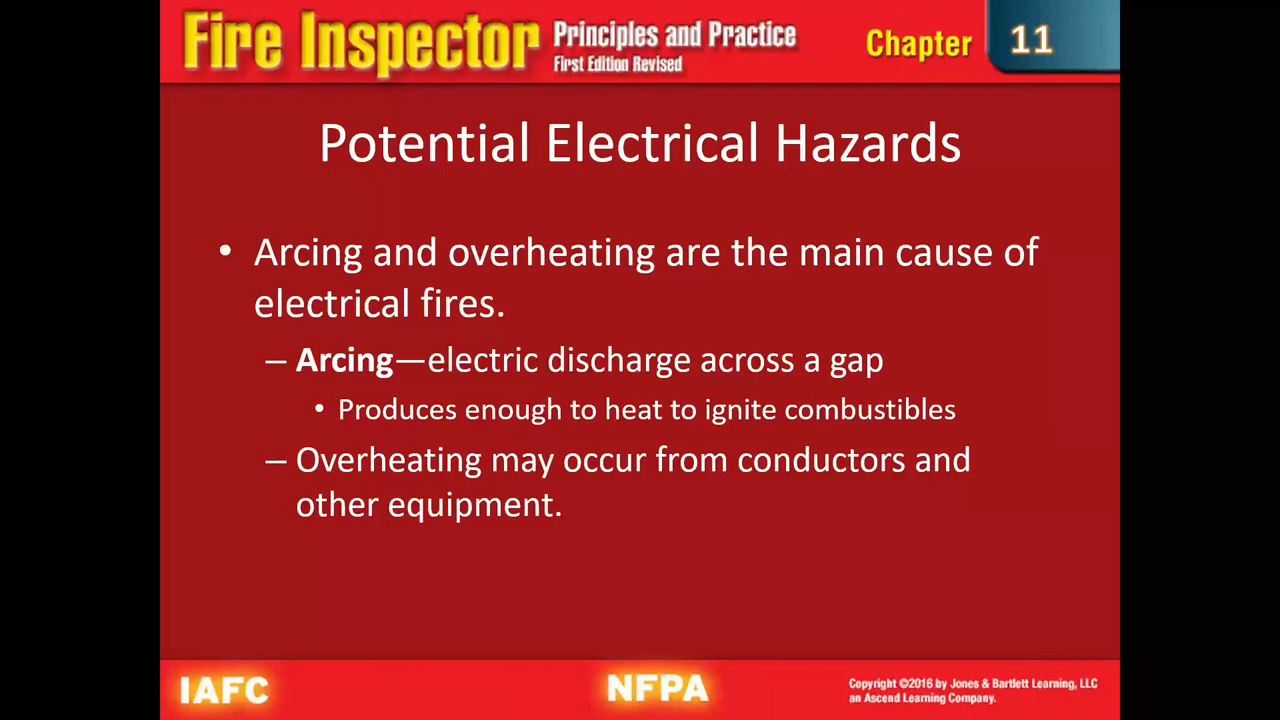 Fire Inspector Principles and Practice
First Edition Revised
Chapter 11
Potential Electrical Hazards
• Arcing and overheating are the main cause of
electrical fires.
– Arcing—electric discharge across a gap
• Produces enough to heat to ignite combustibles
– Overheating may occur from conductors and
other equipment.
IAFC
NFPA
Copyright ©2016 by Jones & Bartlett Learning, LLC
an Ascend Learning Company.